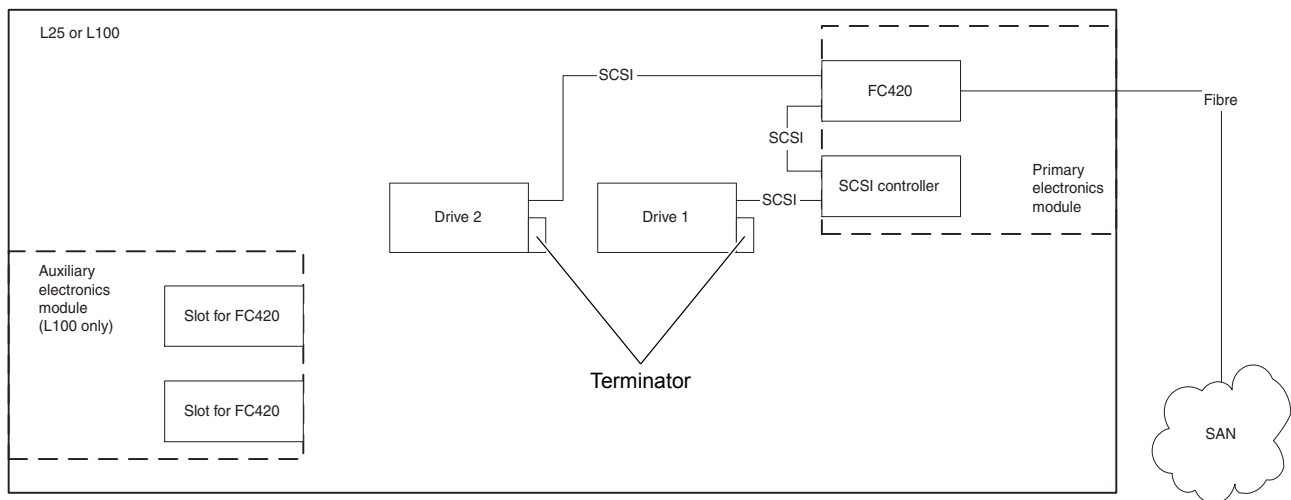 L25 or L100
SCSI
FC420
Fibre
SCSI
SCSI controller
Primary
electronics
module
SCSI
Drive 2
Drive 1
Auxiliary
electronics
module
(L100 only)
Slot for FC420
Slot for FC420
Terminator
SAN